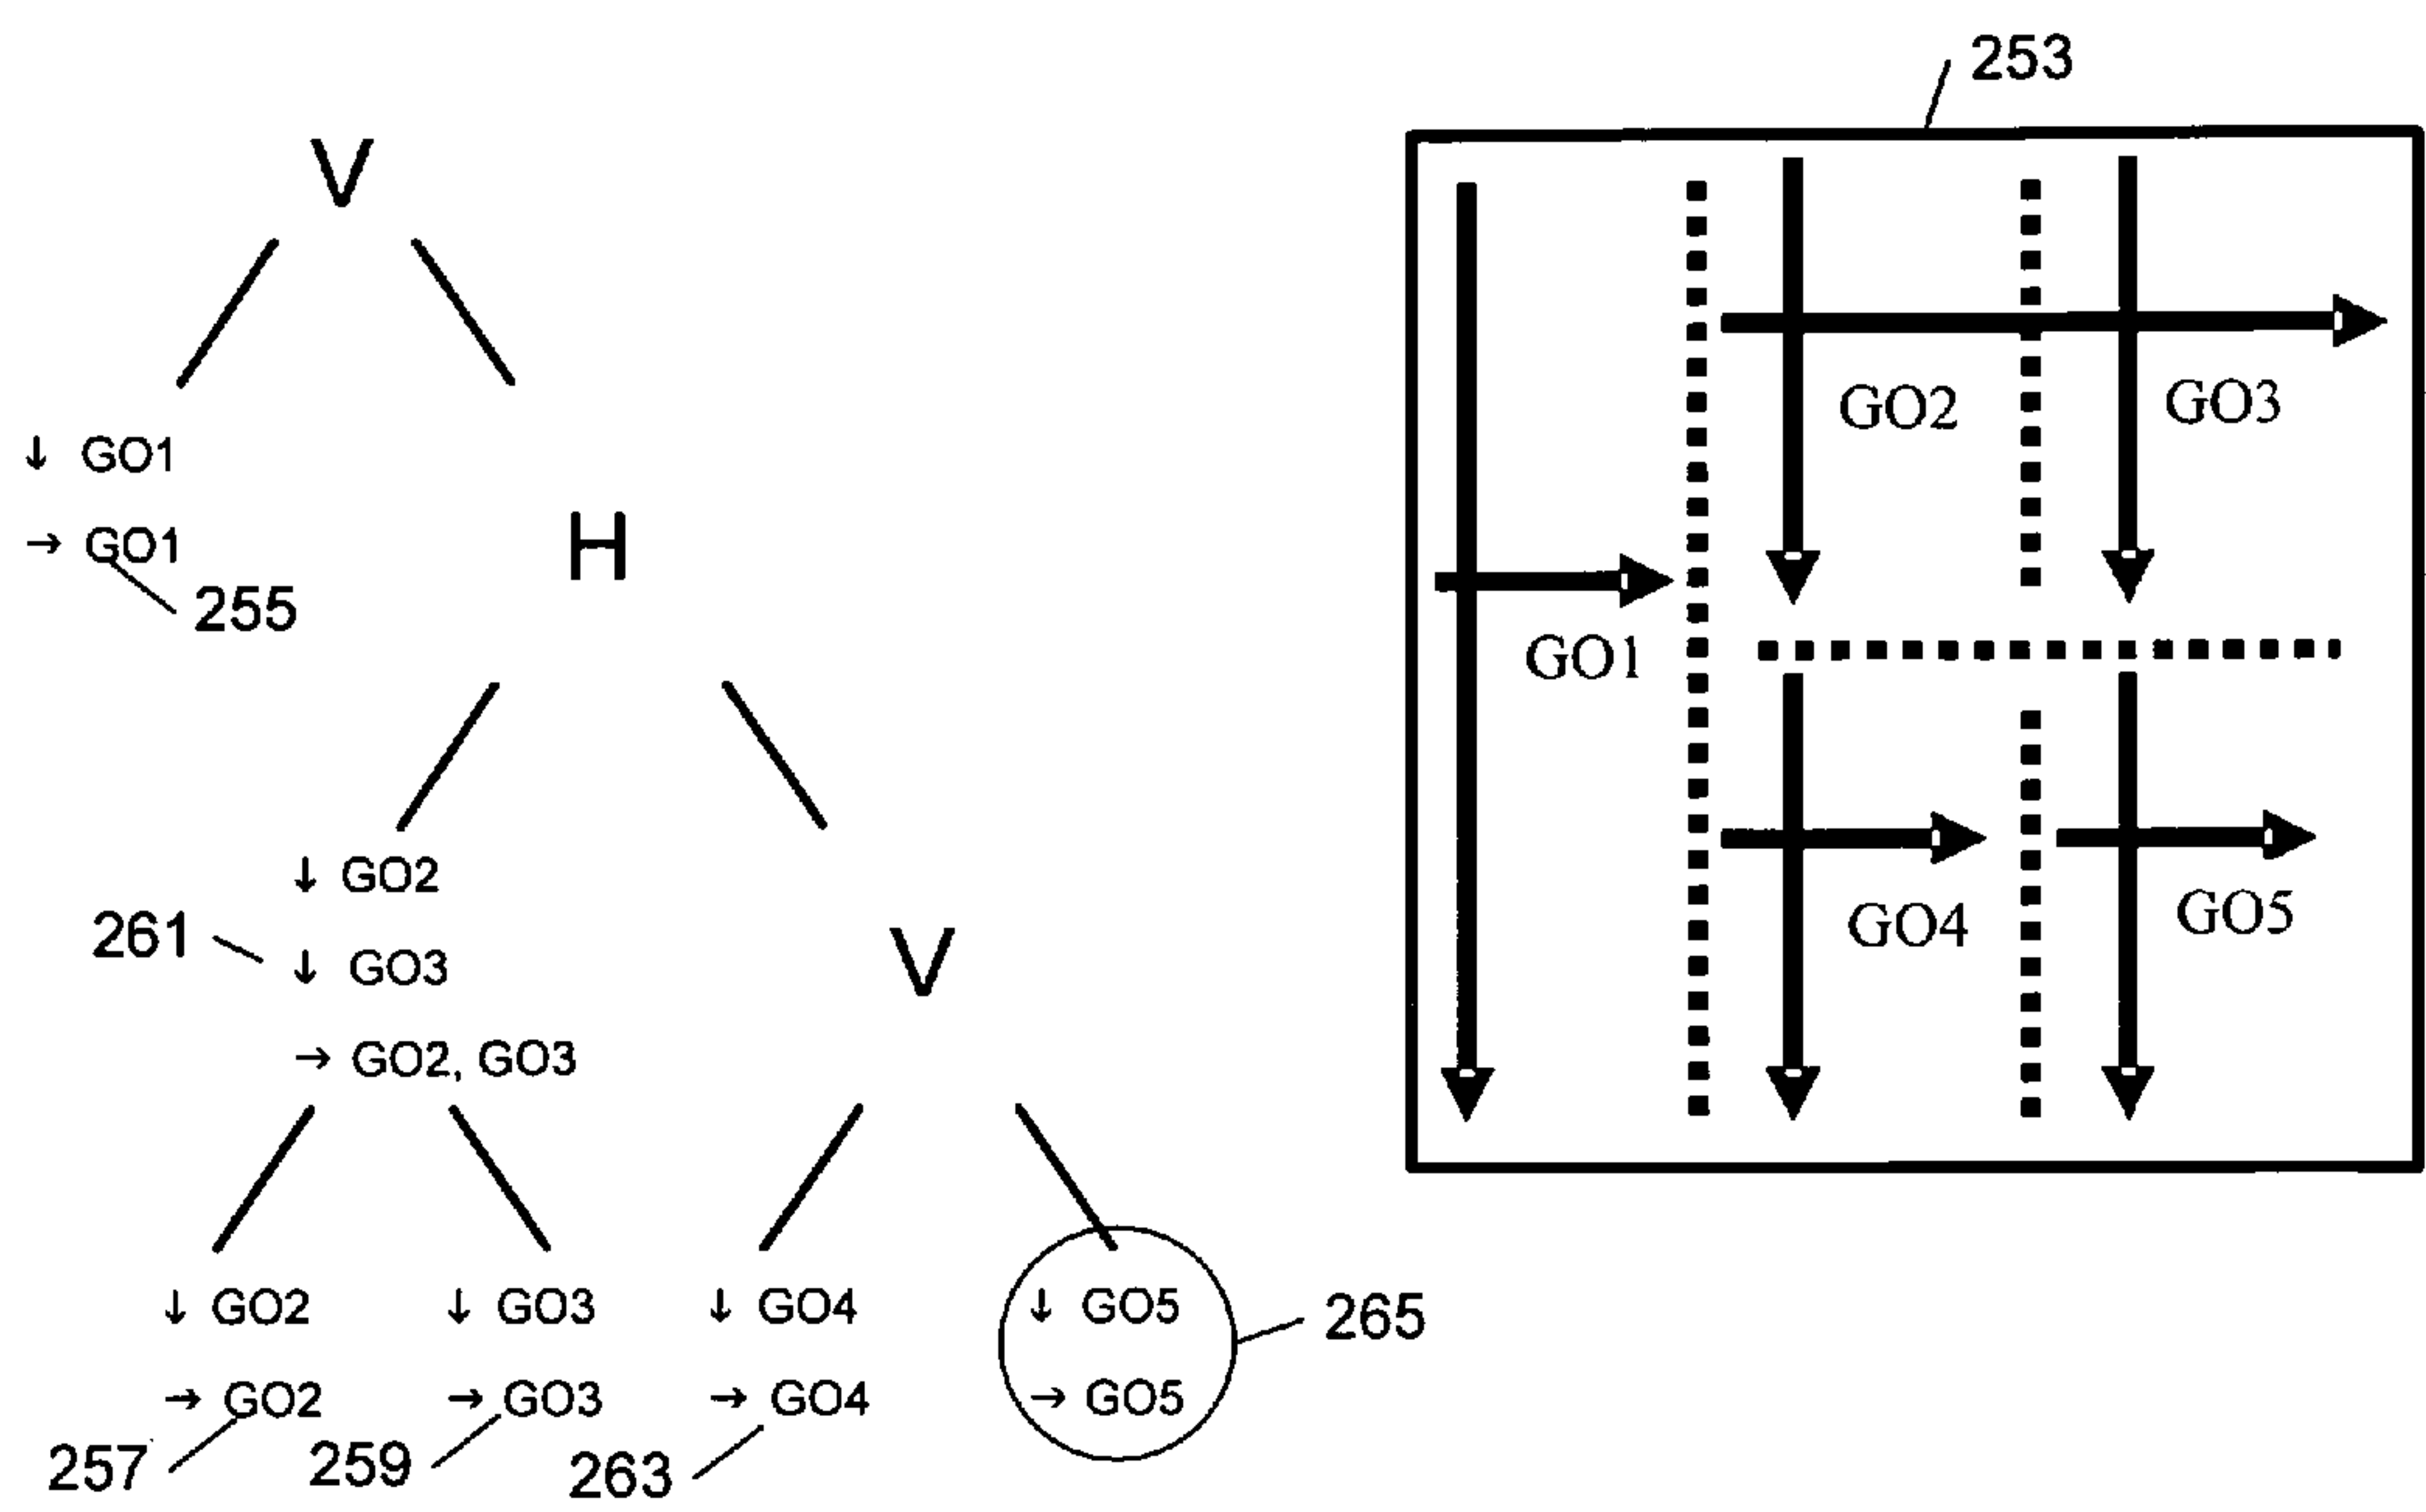 253
V
↓ GO1
→ GO1
255
H
↓ GO2
261
↓ GO3
→ GO2, GO3
V
↓ GO2
→ GO2
257
↓ GO3
→ GO3
259
↓ GO4
→ GO4
263
↓ GO5
→ GO5
265
GO2
GO3
GO1
GO4
GO5